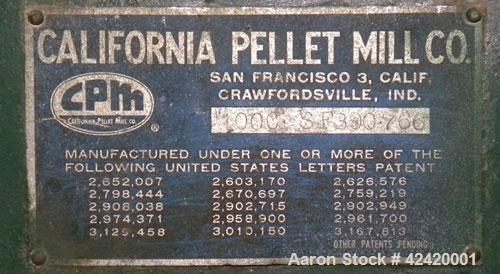 CALIFORNIA PELLET MILL CO.
SAN FRANCISCO 3, CALIF.
CRAWFORDSVILLE, IND.
CPM
CALIFORNIA PELLET MILL CO.
®
MANUFACTURED UNDER ONE OR MORE OF THE
FOLLOWING UNITED STATES LETTERS PATENT.
2,652,007 2,603,170 2,626,576
2,798,444 2,670,697 2,759,219
2,908,038 2,902,715 2,902,949
2,974,371 2,958,900 2,961,700
3,129,458 3,010,150 3,167,813
OTHER PATENTS PENDING
Aaron Stock # 42420001